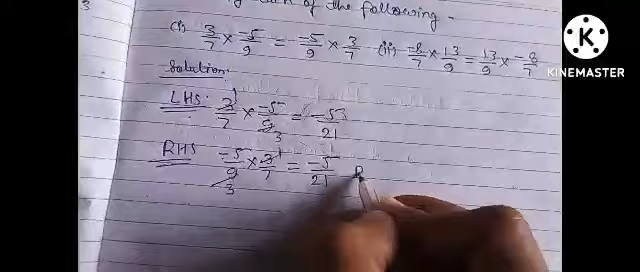 3
of the following -
(i) 3/7 × -5/9 = -5/9 × 3/7 (ii) -8/7 × 13/9 = 13/9 × -8/7
Solution.
LHS 3/7 × -5/9 = -5/21
RHS -5/9 × 3/7 = -5/21
KINEMASTER